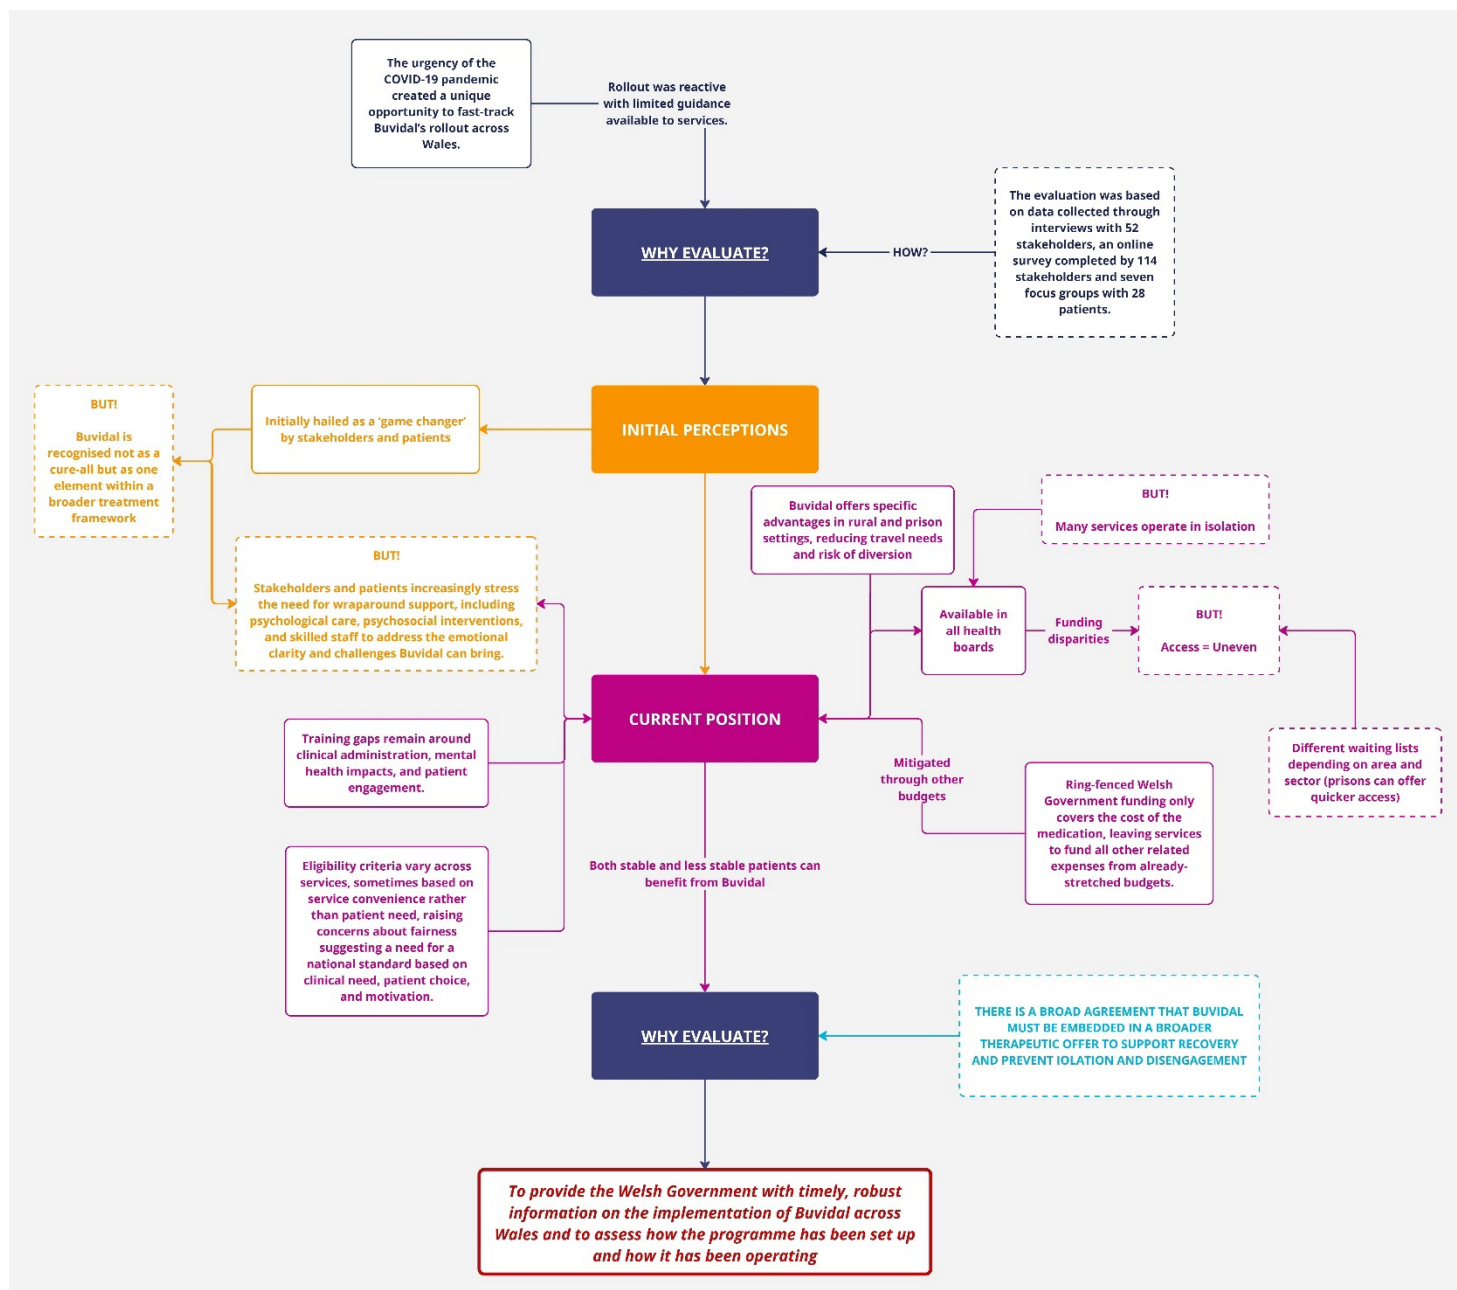 The urgency of the
COVID-19 pandemic
created a unique
opportunity to fast-track
Buvidal's rollout across
Wales.
Rollout was reactive
with limited guidance
available to services.
WHY EVALUATE?
HOW?
The evaluation was based
on data collected through
interviews with 52
stakeholders, an online
survey completed by 114
stakeholders and seven
focus groups with 28
patients.
INITIAL PERCEPTIONS
Initially hailed as a ‘game changer’
by stakeholders and patients
BUT!
Buvidal is
recognised not as a
cure-all but as one
element within a
broader treatment
framework
BUT!
Stakeholders and patients increasingly stress
the need for wraparound support, including
psychological care, psychosocial interventions,
and skilled staff to address the emotional
clarity and challenges Buvidal can bring.
Buvidal offers specific
advantages in rural and prison
settings, reducing travel needs
and risk of diversion
BUT!
Many services operate in isolation
Available in
all health
boards
Funding
disparities
BUT!
Access = Uneven
Different waiting lists
depending on area and
sector (prisons can offer
quicker access)
CURRENT POSITION
Training gaps remain around
clinical administration, mental
health impacts, and patient
engagement.
Eligibility criteria vary across
services, sometimes based on
service convenience rather
than patient need, raising
concerns about fairness
suggesting a need for a
national standard based on
clinical need, patient choice,
and motivation.
Mitigated
through other
budgets
Ring-fenced Welsh
Government funding only
covers the cost of the
medication, leaving services
to fund all other related
expenses from already-
stretched budgets.
Both stable and less stable patients can
benefit from Buvidal
WHY EVALUATE?
THERE IS A BROAD AGREEMENT THAT BUVIDAL
MUST BE EMBEDDED IN A BROADER
THERAPEUTIC OFFER TO SUPPORT RECOVERY
AND PREVENT IOLATION AND DISENGAGEMENT
To provide the Welsh Government with timely, robust
information on the implementation of Buvidal across
Wales and to assess how the programme has been set up
and how it has been operating